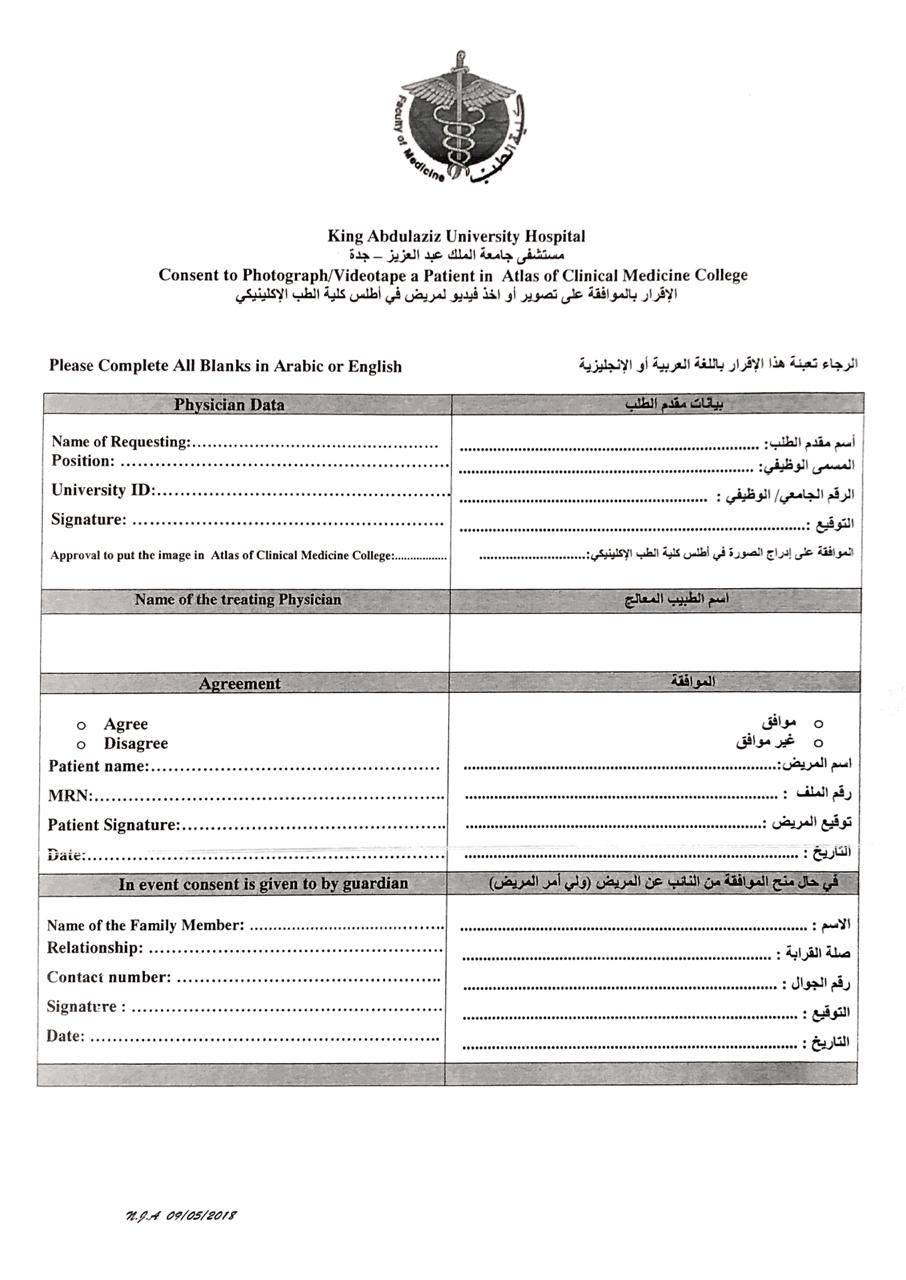 Faculty of Medicine
كلية الطب
King Abdulaziz University Hospital
مستشفى جامعة الملك عبد العزيز – جدة
Consent to Photograph/Videotape a Patient in Atlas of Clinical Medicine College
الإقرار بالموافقة على تصوير أو اخذ فيديو لمريض في أطلس كلية الطب الإكلينيكي
Please Complete All Blanks in Arabic or English
الرجاء تعبئة هذا الإقرار باللغة العربية أو الإنجليزية
Physician Data
بيانات مقدم الطلب
Name of Requesting:................................................
أسم مقدم الطلب: ................................................
Position: ................................................
المسمى الوظيفي: ................................................
University ID:................................................
الرقم الجامعي/ الوظيفي : ................................................
Signature: ................................................
التوقيع :................................................
Approval to put the image in Atlas of Clinical Medicine College:................
الموافقة على إدراج الصورة في أطلس كلية الطب الإكلينيكي:................
Name of the treating Physician
اسم الطبيب المعالج
Agreement
الموافقة
o Agree
o موافق
o Disagree
o غير موافق
Patient name:................................................
اسم المريض:................................................
MRN:................................................
رقم الملف : ................................................
Patient Signature:................................................
توقيع المريض :................................................
Date:................................................
التاريخ : ................................................
In event consent is given to by guardian
في حال منح الموافقة من النائب عن المريض (ولي أمر المريض)
Name of the Family Member: ................................................
الاسم : ................................................
Relationship: ................................................
صلة القرابة : ................................................
Contact number: ................................................
رقم الجوال : ................................................
Signature : ................................................
التوقيع : ................................................
Date: ................................................
التاريخ : ................................................
N.J.A 09/05/2018